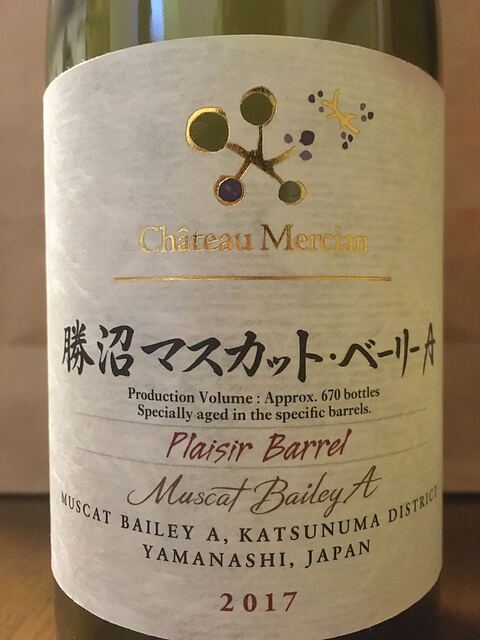 Château Mercian
勝沼マスカット・ベーリーA
Production Volume : Approx. 670 bottles
Specially aged in the specific barrels.
Plaisir Barrel
Muscat Bailey A
MUSCAT BAILEY A, KATSUNUMA DISTRICT
YAMANASHI, JAPAN
2017